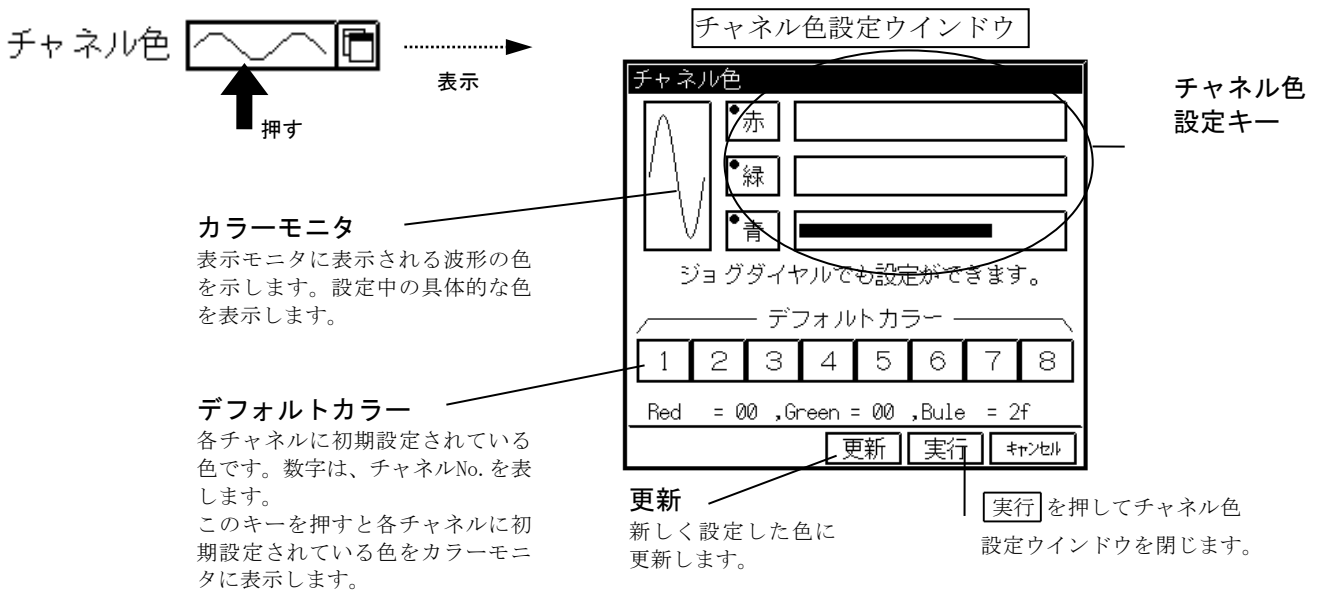 チャネル色
表示
押す
チャネル色設定ウインドウ
チャネル色
赤
緑
青
ジョグダイヤルでも設定ができます。
デフォルトカラー
1 2 3 4 5 6 7 8
Red = 00 ,Green = 00 ,Bule = 2f
更新 実行 キャンセル
チャネル色
設定キー
カラーモニタ
表示モニタに表示される波形の色
を示します。設定中の具体的な色
を表示します。
デフォルトカラー
各チャネルに初期設定されている
色です。数字は、チャネルNo.を表
します。
このキーを押すと各チャネルに初
期設定されている色をカラーモニ
タに表示します。
更新
新しく設定した色に
更新します。
実行を押してチャネル色
設定ウインドウを閉じます。